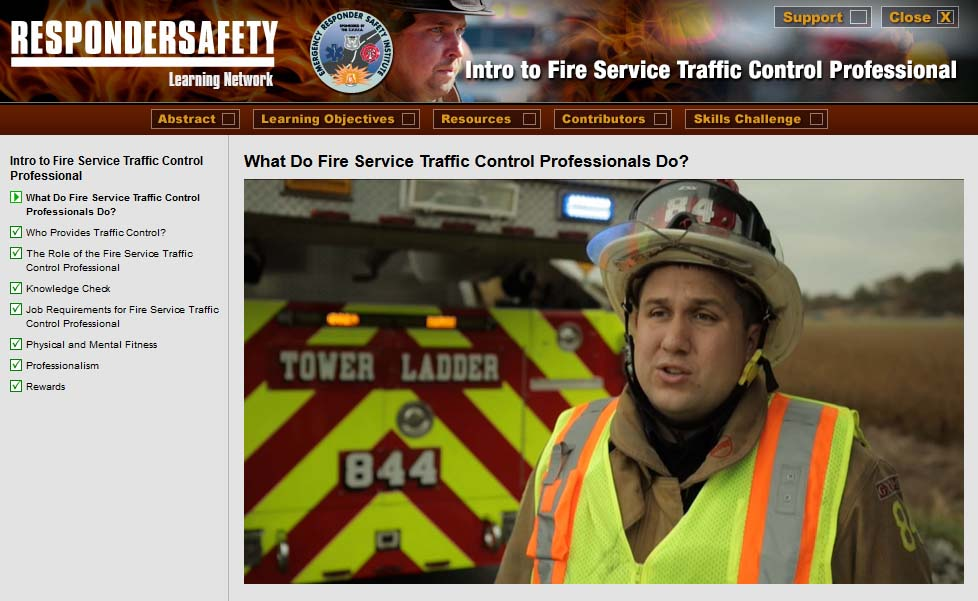 RESPONDERSAFETY
Learning Network
EMERGENCY RESPONDER SAFETY INSTITUTE
Support
Close X
Intro to Fire Service Traffic Control Professional
Abstract
Learning Objectives
Resources
Contributors
Skills Challenge
Intro to Fire Service Traffic Control
Professional
What Do Fire Service Traffic Control
Professionals Do?
Who Provides Traffic Control?
The Role of the Fire Service Traffic
Control Professional
Knowledge Check
Job Requirements for Fire Service Traffic
Control Professional
Physical and Mental Fitness
Professionalism
Rewards
What Do Fire Service Traffic Control Professionals Do?
84
TOWER LADDER
844